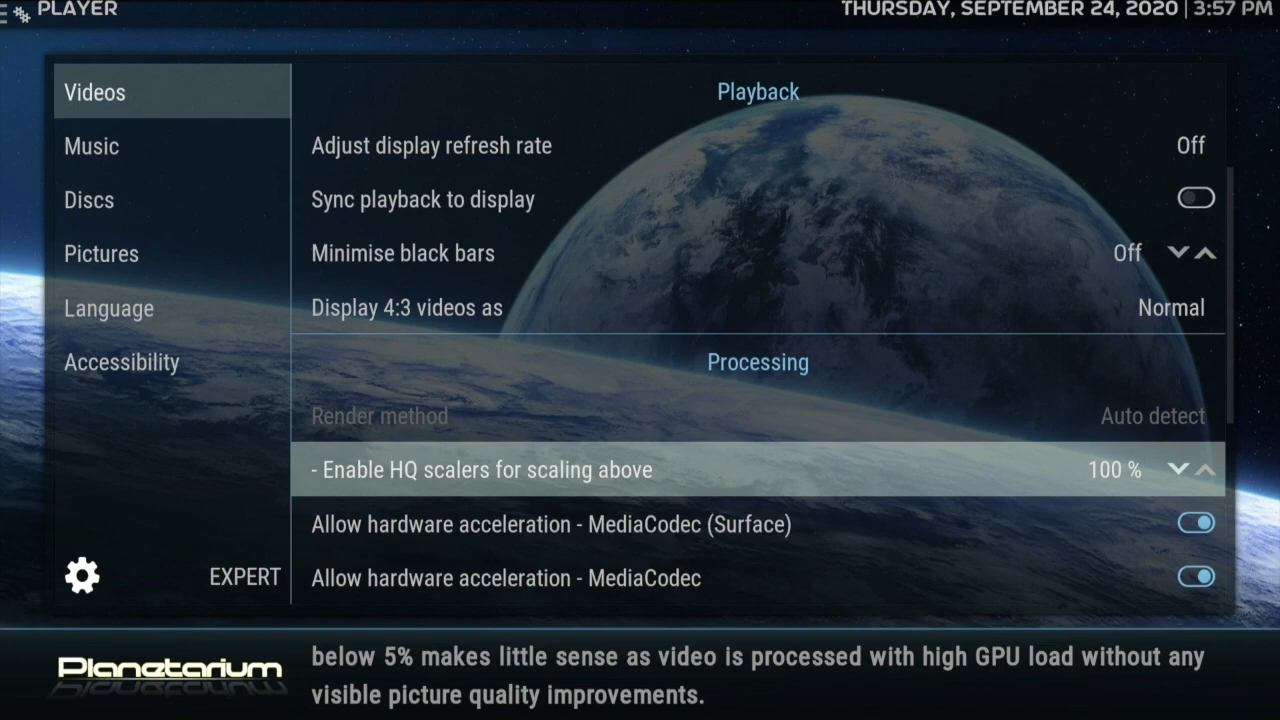 PLAYER
THURSDAY, SEPTEMBER 24, 2020 | 3:57 PM
Videos
Music
Discs
Pictures
Language
Accessibility
EXPERT
Playback
Adjust display refresh rate Off
Sync playback to display
Minimise black bars Off
Display 4:3 videos as Normal
Processing
Render method Auto detect
- Enable HQ scalers for scaling above 100 %
Allow hardware acceleration - MediaCodec (Surface)
Allow hardware acceleration - MediaCodec
Planetarium
below 5% makes little sense as video is processed with high GPU load without any
visible picture quality improvements.